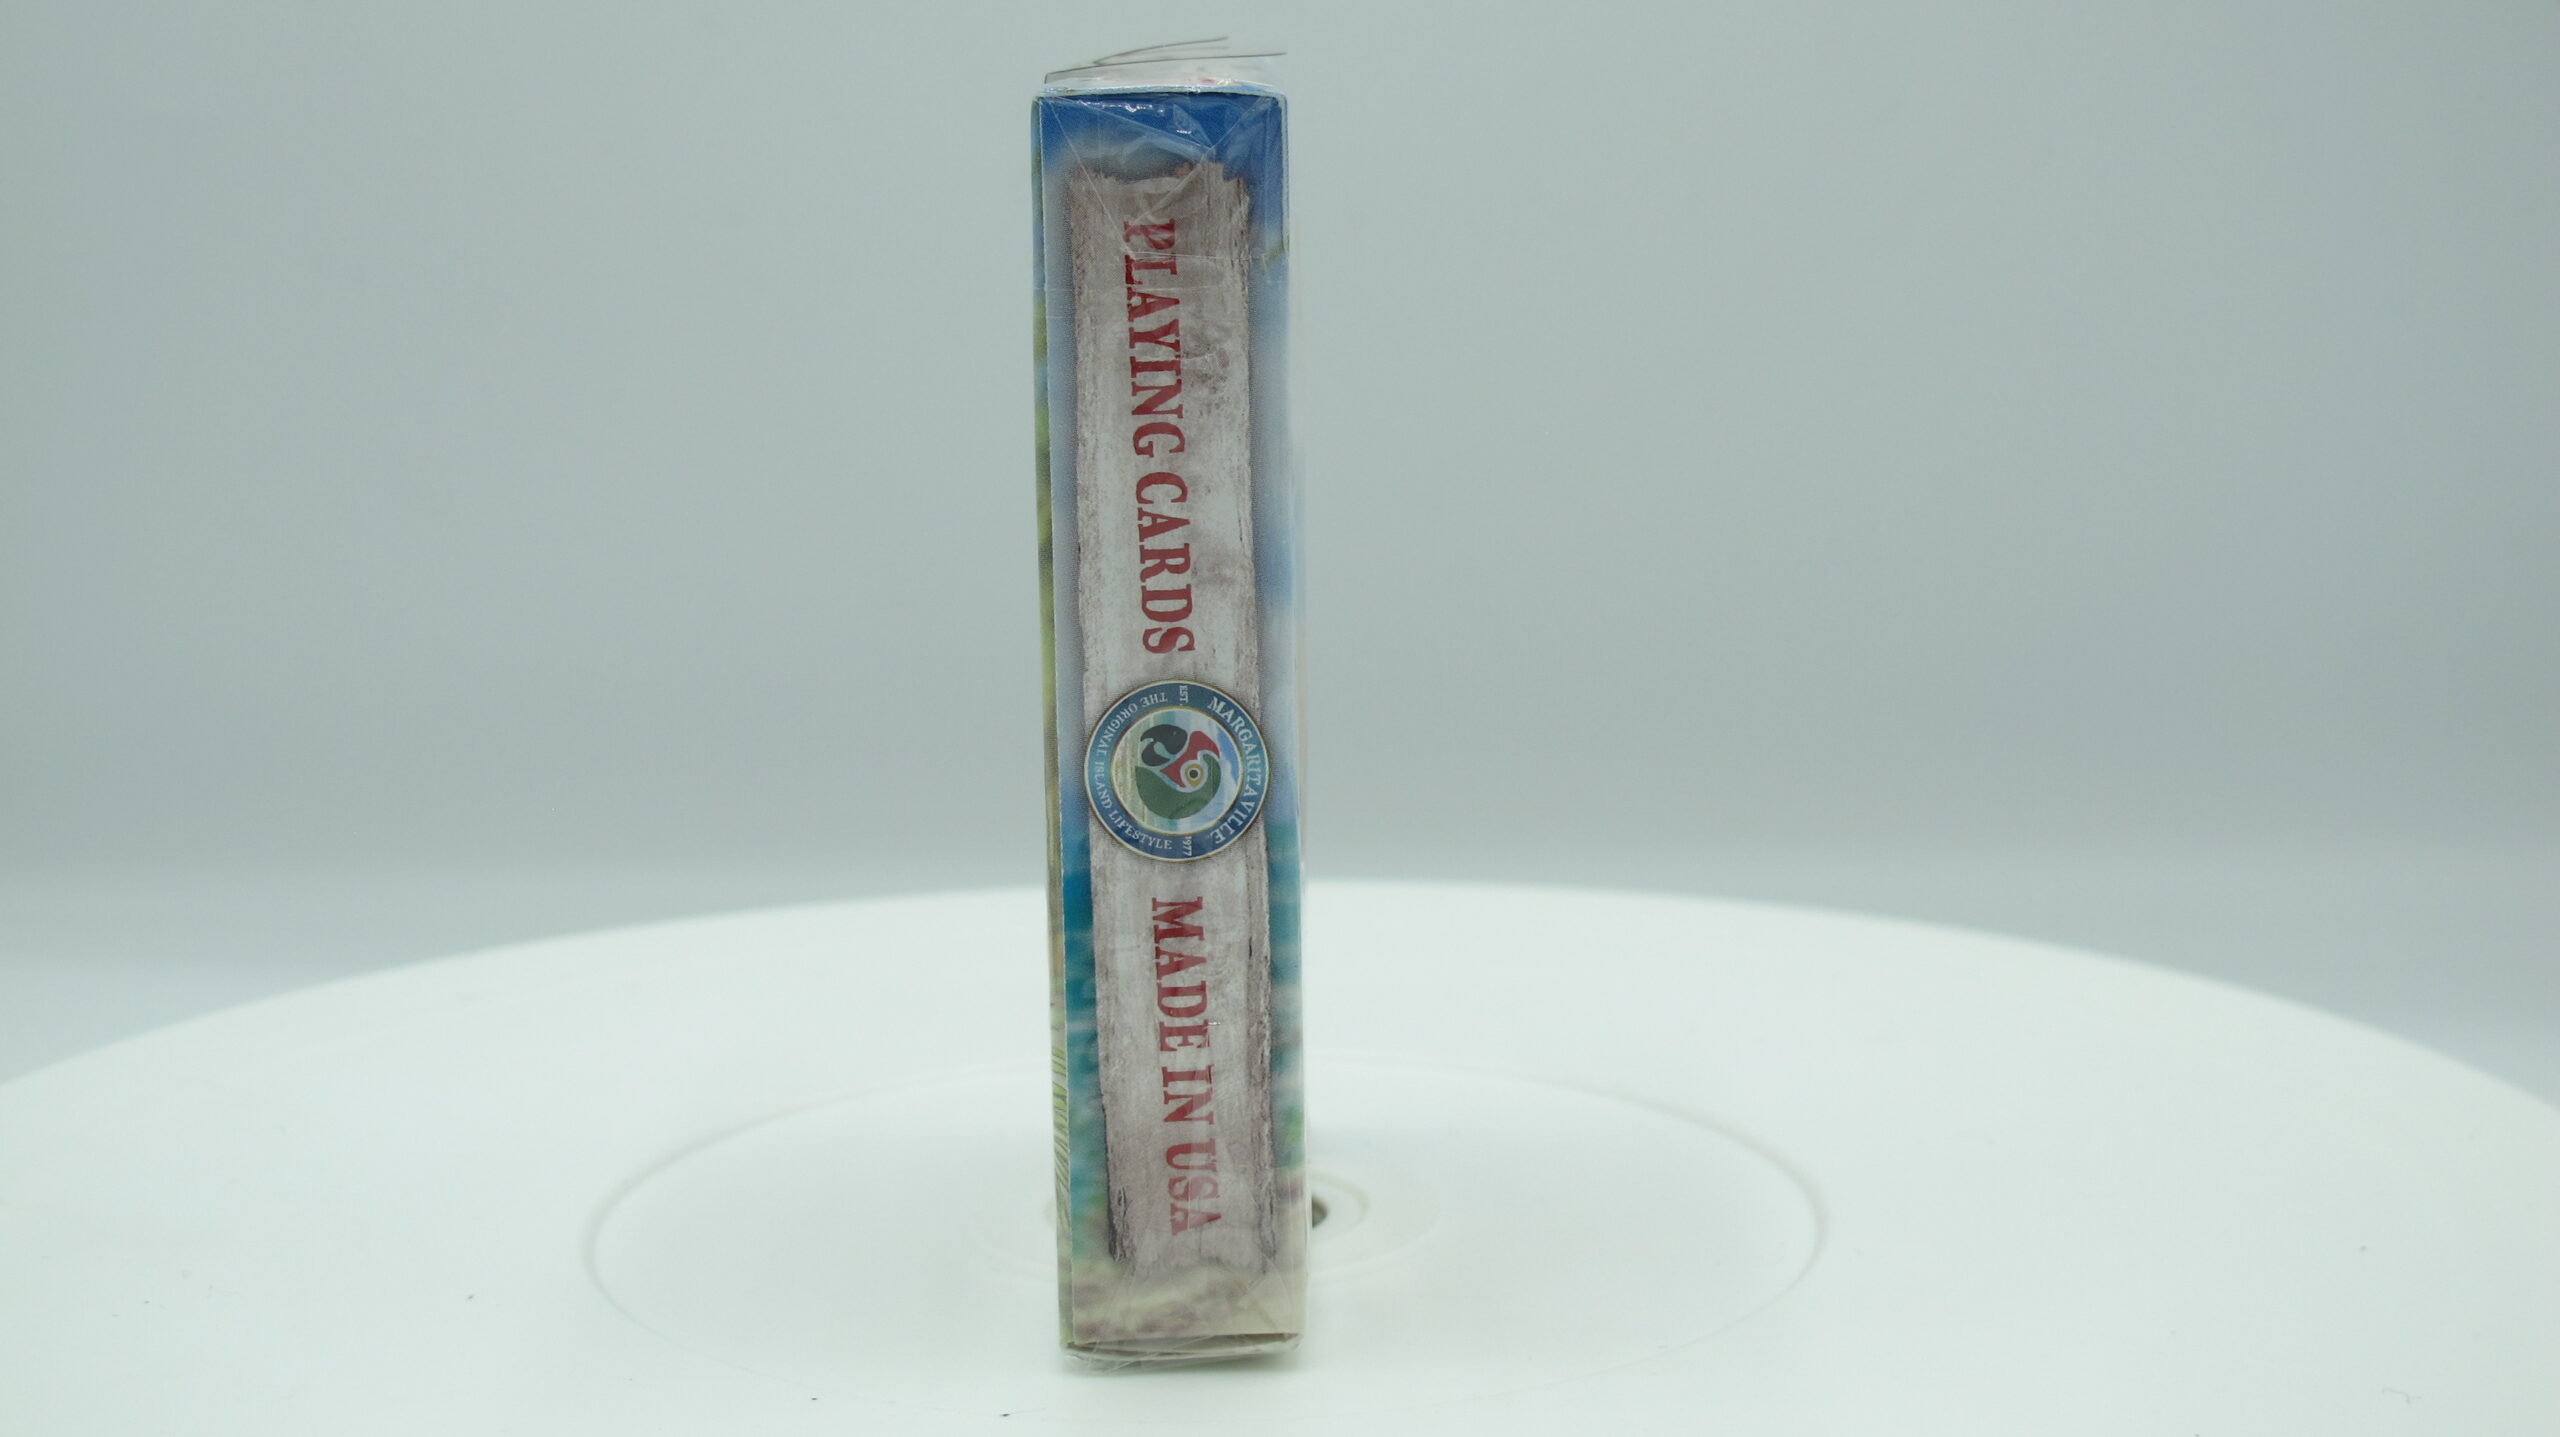 PLAYING CARDS
MARGARITAVILLE
EST. 1977
THE ORIGINAL ISLAND LIFESTYLE
MADE IN USA